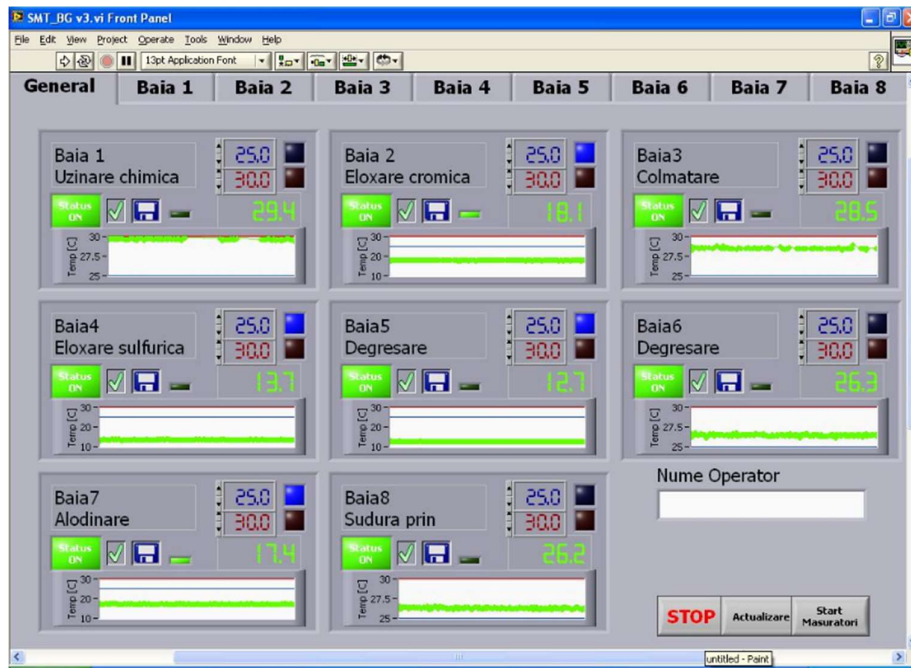 SMT_BG v3.vi Front Panel
File Edit View Project Operate Tools Window Help
13pt Application Font
General Baia 1 Baia 2 Baia 3 Baia 4 Baia 5 Baia 6 Baia 7 Baia 8
Baia 1
Uzinare chimica
25.0
30.0
Status
ON
29.4
Temp [C]
30
27.5
25
Baia 2
Eloxare cromica
25.0
30.0
Status
ON
18.1
Temp [C]
30
20
10
Baia3
Colmatare
25.0
30.0
Status
ON
28.5
Temp [C]
30
27.5
25
Baia4
Eloxare sulfurica
25.0
30.0
Status
ON
13.7
Temp [C]
30
20
10
Baia5
Degresare
25.0
30.0
Status
ON
12.7
Temp [C]
30
20
10
Baia6
Degresare
25.0
30.0
Status
ON
26.3
Temp [C]
30
27.5
25
Nume Operator
Baia7
Alodinare
25.0
30.0
Status
ON
17.4
Temp [C]
30
20
10
Baia8
Sudura prin
25.0
30.0
Status
ON
26.2
Temp [C]
30
27.5
25
STOP Actualizare Start
Masuratori
untitled - Paint